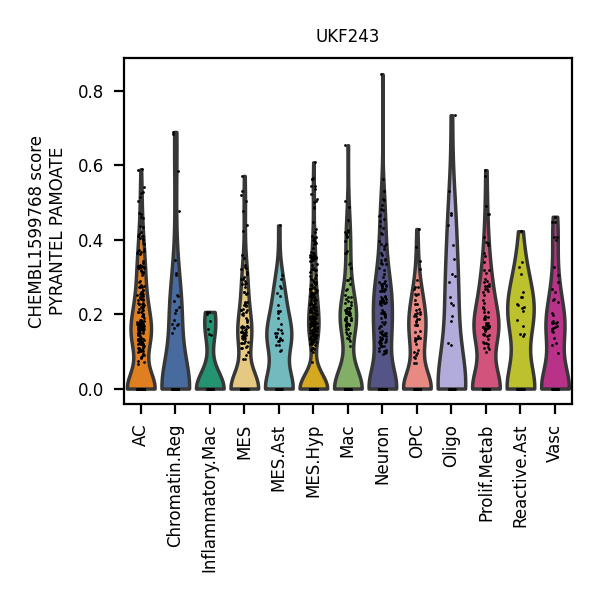 UKF243
CHEMBL1599768 score
PYRANTEL PAMOATE
0.8
0.6
0.4
0.2
0.0
AC
Chromatin.Reg
Inflammatory.Mac
MES
MES.Ast
MES.Hyp
Mac
Neuron
OPC
Oligo
Prolif.Metab
Reactive.Ast
Vasc